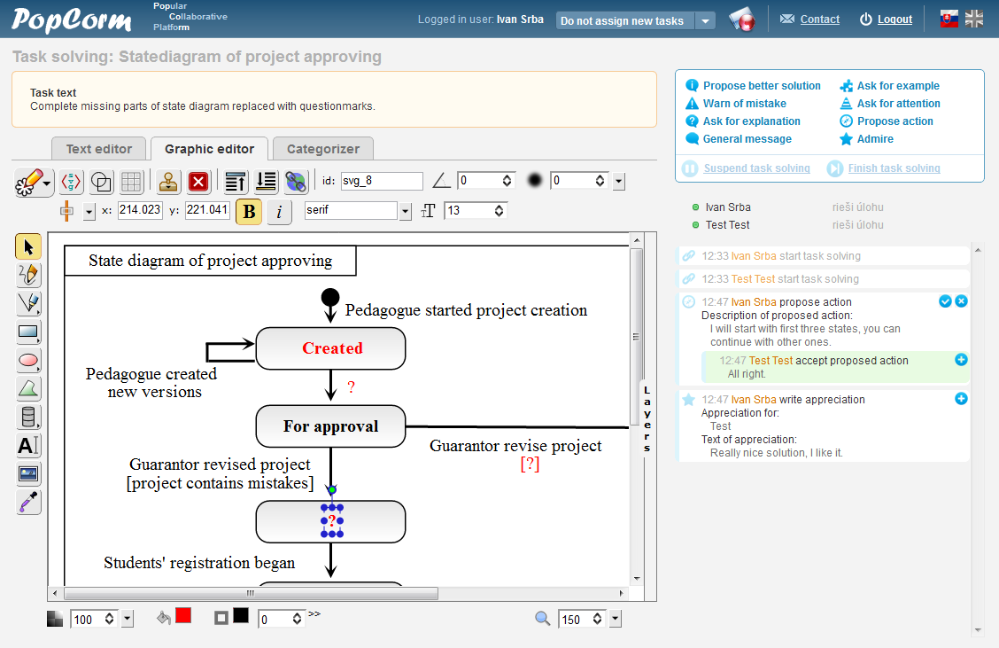 PopCorm
Popular
Collaborative
Platform
Logged in user: Ivan Srba
Do not assign new tasks
Contact
Logout
Task solving: Statediagram of project approving
Task text
Complete missing parts of state diagram replaced with questionmarks.
Propose better solution
Ask for example
Warn of mistake
Ask for attention
Ask for explanation
Propose action
General message
Admire
Suspend task solving
Finish task solving
Text editor
Graphic editor
Categorizer
id: svg_8
0
0
x: 214.023 y: 221.041
B
i
serif
T
13
Ivan Srba
rieši úlohu
Test Test
rieši úlohu
State diagram of project approving
Pedagogue started project creation
Created
Pedagogue created
new versions
?
For approval
Guarantor revise project
[?]
Guarantor revised project
[project contains mistakes]
?
Students' registration began
Layers
12:33 Ivan Srba start task solving
12:33 Test Test start task solving
12:47 Ivan Srba propose action
Description of proposed action:
I will start with first three states, you can
continue with other ones.
12:47 Test Test accept proposed action
All right.
12:47 Ivan Srba write appreciation
Appreciation for:
Test
Text of appreciation:
Really nice solution, I like it.
A
100
0
>>
150